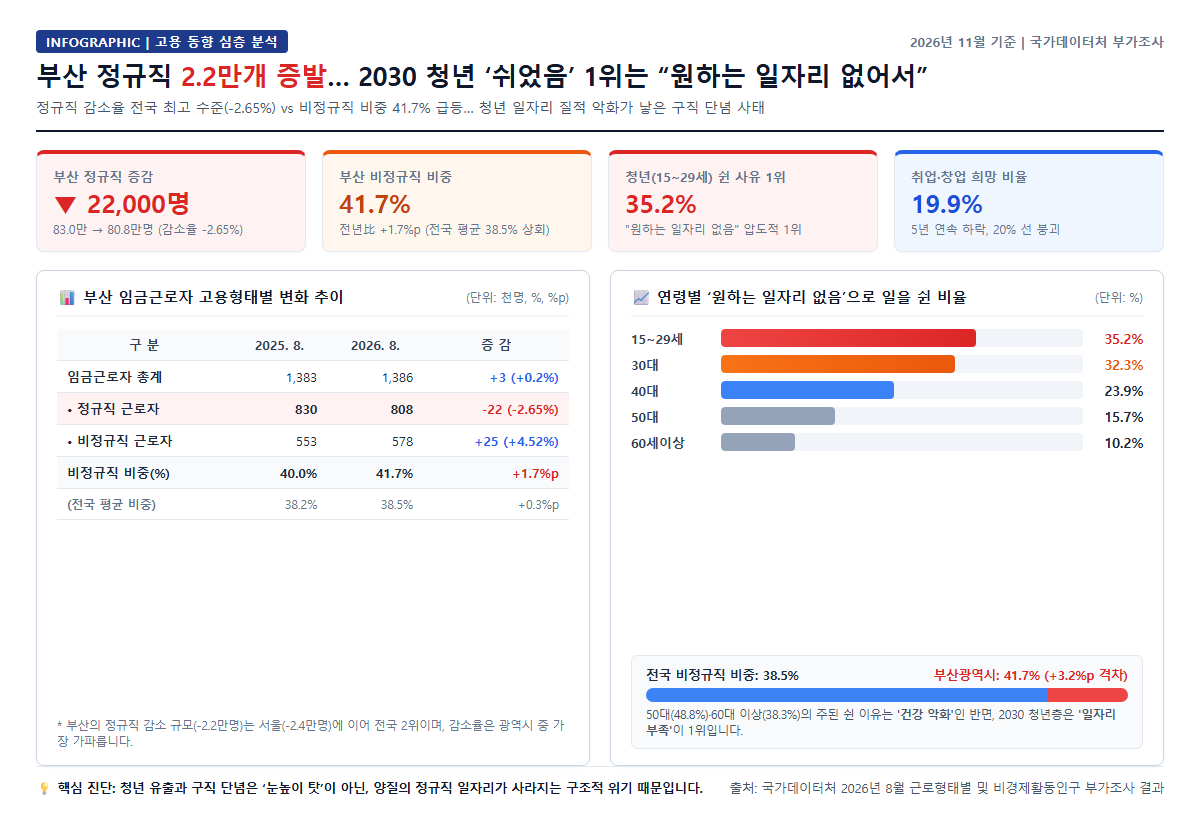 INFOGRAPHIC | 고용 동향 심층 분석
2026년 11월 기준 | 국가데이터처 부가조사
부산 정규직 2.2만개 증발... 2030 청년 ‘쉬었음’ 1위는 “원하는 일자리 없어서”
정규직 감소율 전국 최고 수준(-2.65%) vs 비정규직 비중 41.7% 급등... 청년 일자리 질적 악화가 낳은 구직 단념 사태
부산 정규직 증감
▼ 22,000명
83.0만 → 80.8만명 (감소율 -2.65%)
부산 비정규직 비중
41.7%
전년比 +1.7%p (전국 평균 38.5% 상회)
청년(15~29세) 쉰 사유 1위
35.2%
"원하는 일자리 없음" 압도적 1위
취업·창업 희망 비율
19.9%
5년 연속 하락, 20% 선 붕괴
부산 임금근로자 고용형태별 변화 추이 (단위: 천명, %, %p)
구 분 2025. 8. 2026. 8. 증 감
임금근로자 총계 1,383 1,386 +3 (+0.2%)
• 정규직 근로자 830 808 -22 (-2.65%)
• 비정규직 근로자 553 578 +25 (+4.52%)
비정규직 비중(%) 40.0% 41.7% +1.7%p
(전국 평균 비중) 38.2% 38.5% +0.3%p
* 부산의 정규직 감소 규모(-2.2만명)는 서울(-2.4만명)에 이어 전국 2위이며, 감소율은 광역시 중 가
장 가파릅니다.
연령별 ‘원하는 일자리 없음’으로 일을 쉰 비율 (단위: %)
15~29세 35.2%
30대 32.3%
40대 23.9%
50대 15.7%
60세이상 10.2%
전국 비정규직 비중: 38.5% 부산광역시: 41.7% (+3.2%p 격차)
50대(48.8%)·60대 이상(38.3%)의 주된 쉰 이유는 '건강 악화'인 반면, 2030 청년층은 '일자리
부족'이 1위입니다.
핵심 진단: 청년 유출과 구직 단념은 ‘눈높이 탓’이 아닌, 양질의 정규직 일자리가 사라지는 구조적 위기 때문입니다.
출처: 국가데이터처 2026년 8월 근로형태별 및 비경제활동인구 부가조사 결과